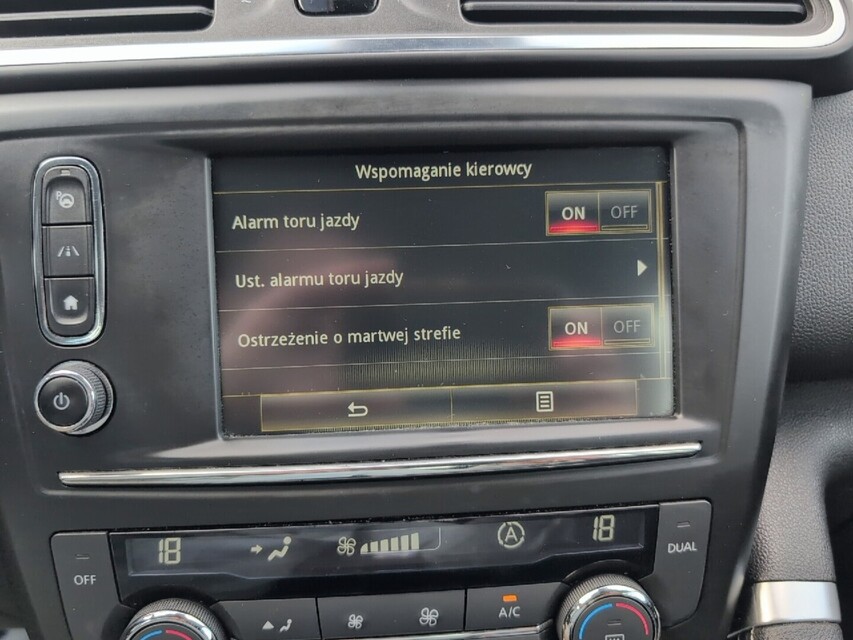 Wspomaganie kierowcy
Alarm toru jazdy ON OFF
Ust. alarmu toru jazdy
Ostrzeżenie o martwej strefie ON OFF
18 A 18
OFF DUAL
A/C